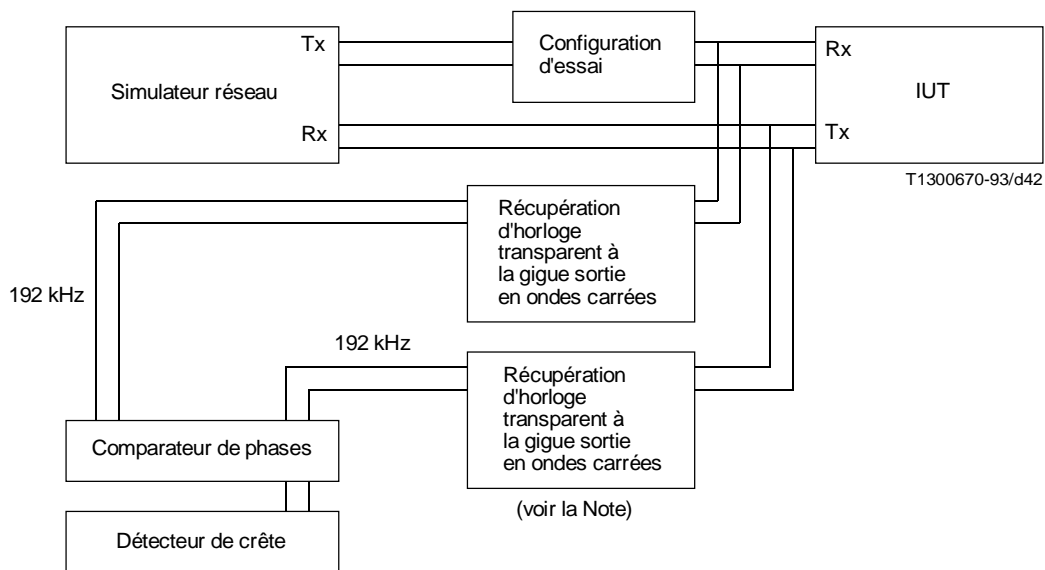 Tx
Configuration
d'essai
Rx
Simulateur réseau
IUT
Rx
Tx
T1300670-93/d42
Récupération
d'horloge
transparent à
la gigue sortie
en ondes carrées
192 kHz
192 kHz
Récupération
d'horloge
transparent à
la gigue sortie
en ondes carrées
Comparateur de phases
(voir la Note)
Détecteur de crête